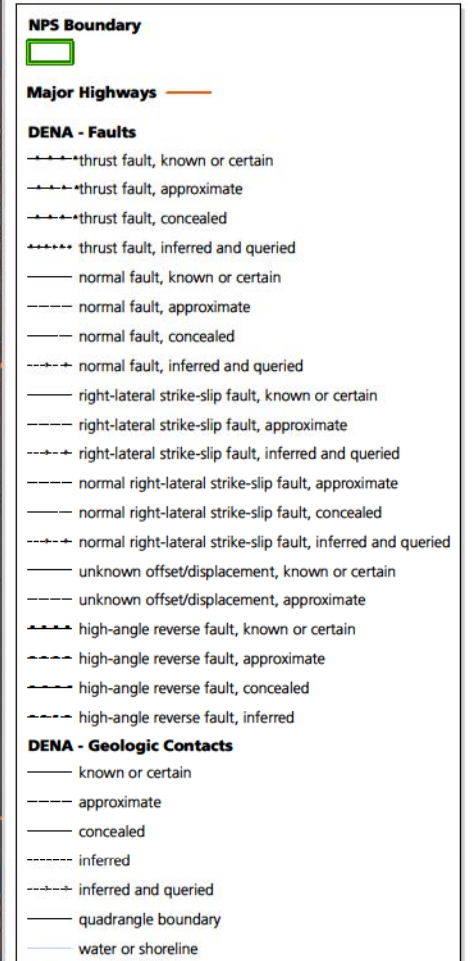 NPS Boundary
Major Highways
DENA - Faults
thrust fault, known or certain
thrust fault, approximate
thrust fault, concealed
thrust fault, inferred and queried
normal fault, known or certain
normal fault, approximate
normal fault, concealed
normal fault, inferred and queried
right-lateral strike-slip fault, known or certain
right-lateral strike-slip fault, approximate
right-lateral strike-slip fault, inferred and queried
normal right-lateral strike-slip fault, approximate
normal right-lateral strike-slip fault, concealed
normal right-lateral strike-slip fault, inferred and queried
unknown offset/displacement, known or certain
unknown offset/displacement, approximate
high-angle reverse fault, known or certain
high-angle reverse fault, approximate
high-angle reverse fault, concealed
high-angle reverse fault, inferred
DENA - Geologic Contacts
known or certain
approximate
concealed
inferred
inferred and queried
quadrangle boundary
water or shoreline